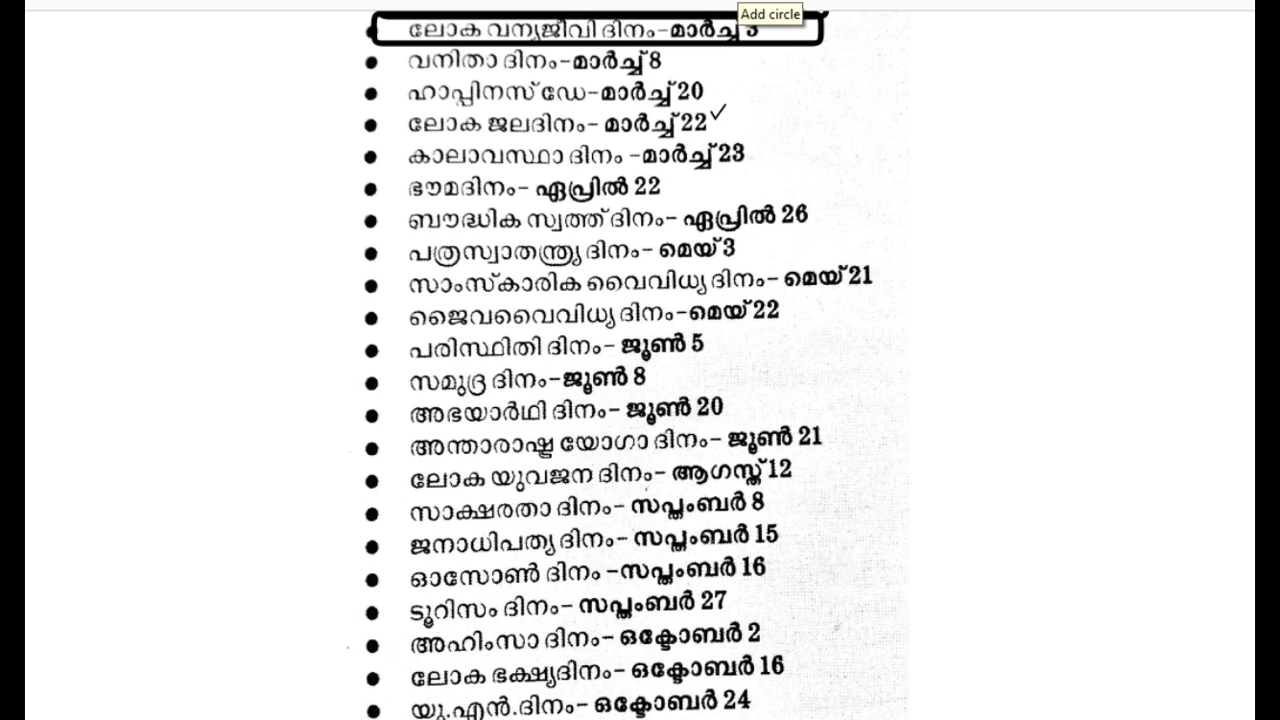 Add circle
ലോക വന്യജീവി ദിനം-മാർച്ച് 3
വനിതാ ദിനം-മാർച്ച് 8
ഹാപ്പിനസ് ഡേ-മാർച്ച് 20
ലോക ജലദിനം- മാർച്ച് 22
കാലാവസ്ഥാ ദിനം -മാർച്ച് 23
ഭൗമദിനം- ഏപ്രിൽ 22
ബൗദ്ധിക സ്വത്ത് ദിനം- ഏപ്രിൽ 26
പത്രസ്വാതന്ത്ര്യ ദിനം- മെയ് 3
സാംസ്കാരിക വൈവിധ്യ ദിനം- മെയ് 21
ജൈവവൈവിധ്യ ദിനം-മെയ് 22
പരിസ്ഥിതി ദിനം- ജൂൺ 5
സമുദ്ര ദിനം-ജൂൺ 8
അഭയാർഥി ദിനം- ജൂൺ 20
അന്താരാഷ്ട്ര യോഗാ ദിനം- ജൂൺ 21
ലോക യുവജന ദിനം- ആഗസ്ത് 12
സാക്ഷരതാ ദിനം- സപ്തംബർ 8
ജനാധിപത്യ ദിനം- സപ്തംബർ 15
ഓസോൺ ദിനം -സപ്തംബർ 16
ടൂറിസം ദിനം- സപ്തംബർ 27
അഹിംസാ ദിനം- ഒക്ടോബർ 2
ലോക ഭക്ഷ്യദിനം- ഒക്ടോബർ 16
യു.എൻ.ദിനം- ഒക്ടോബർ 24